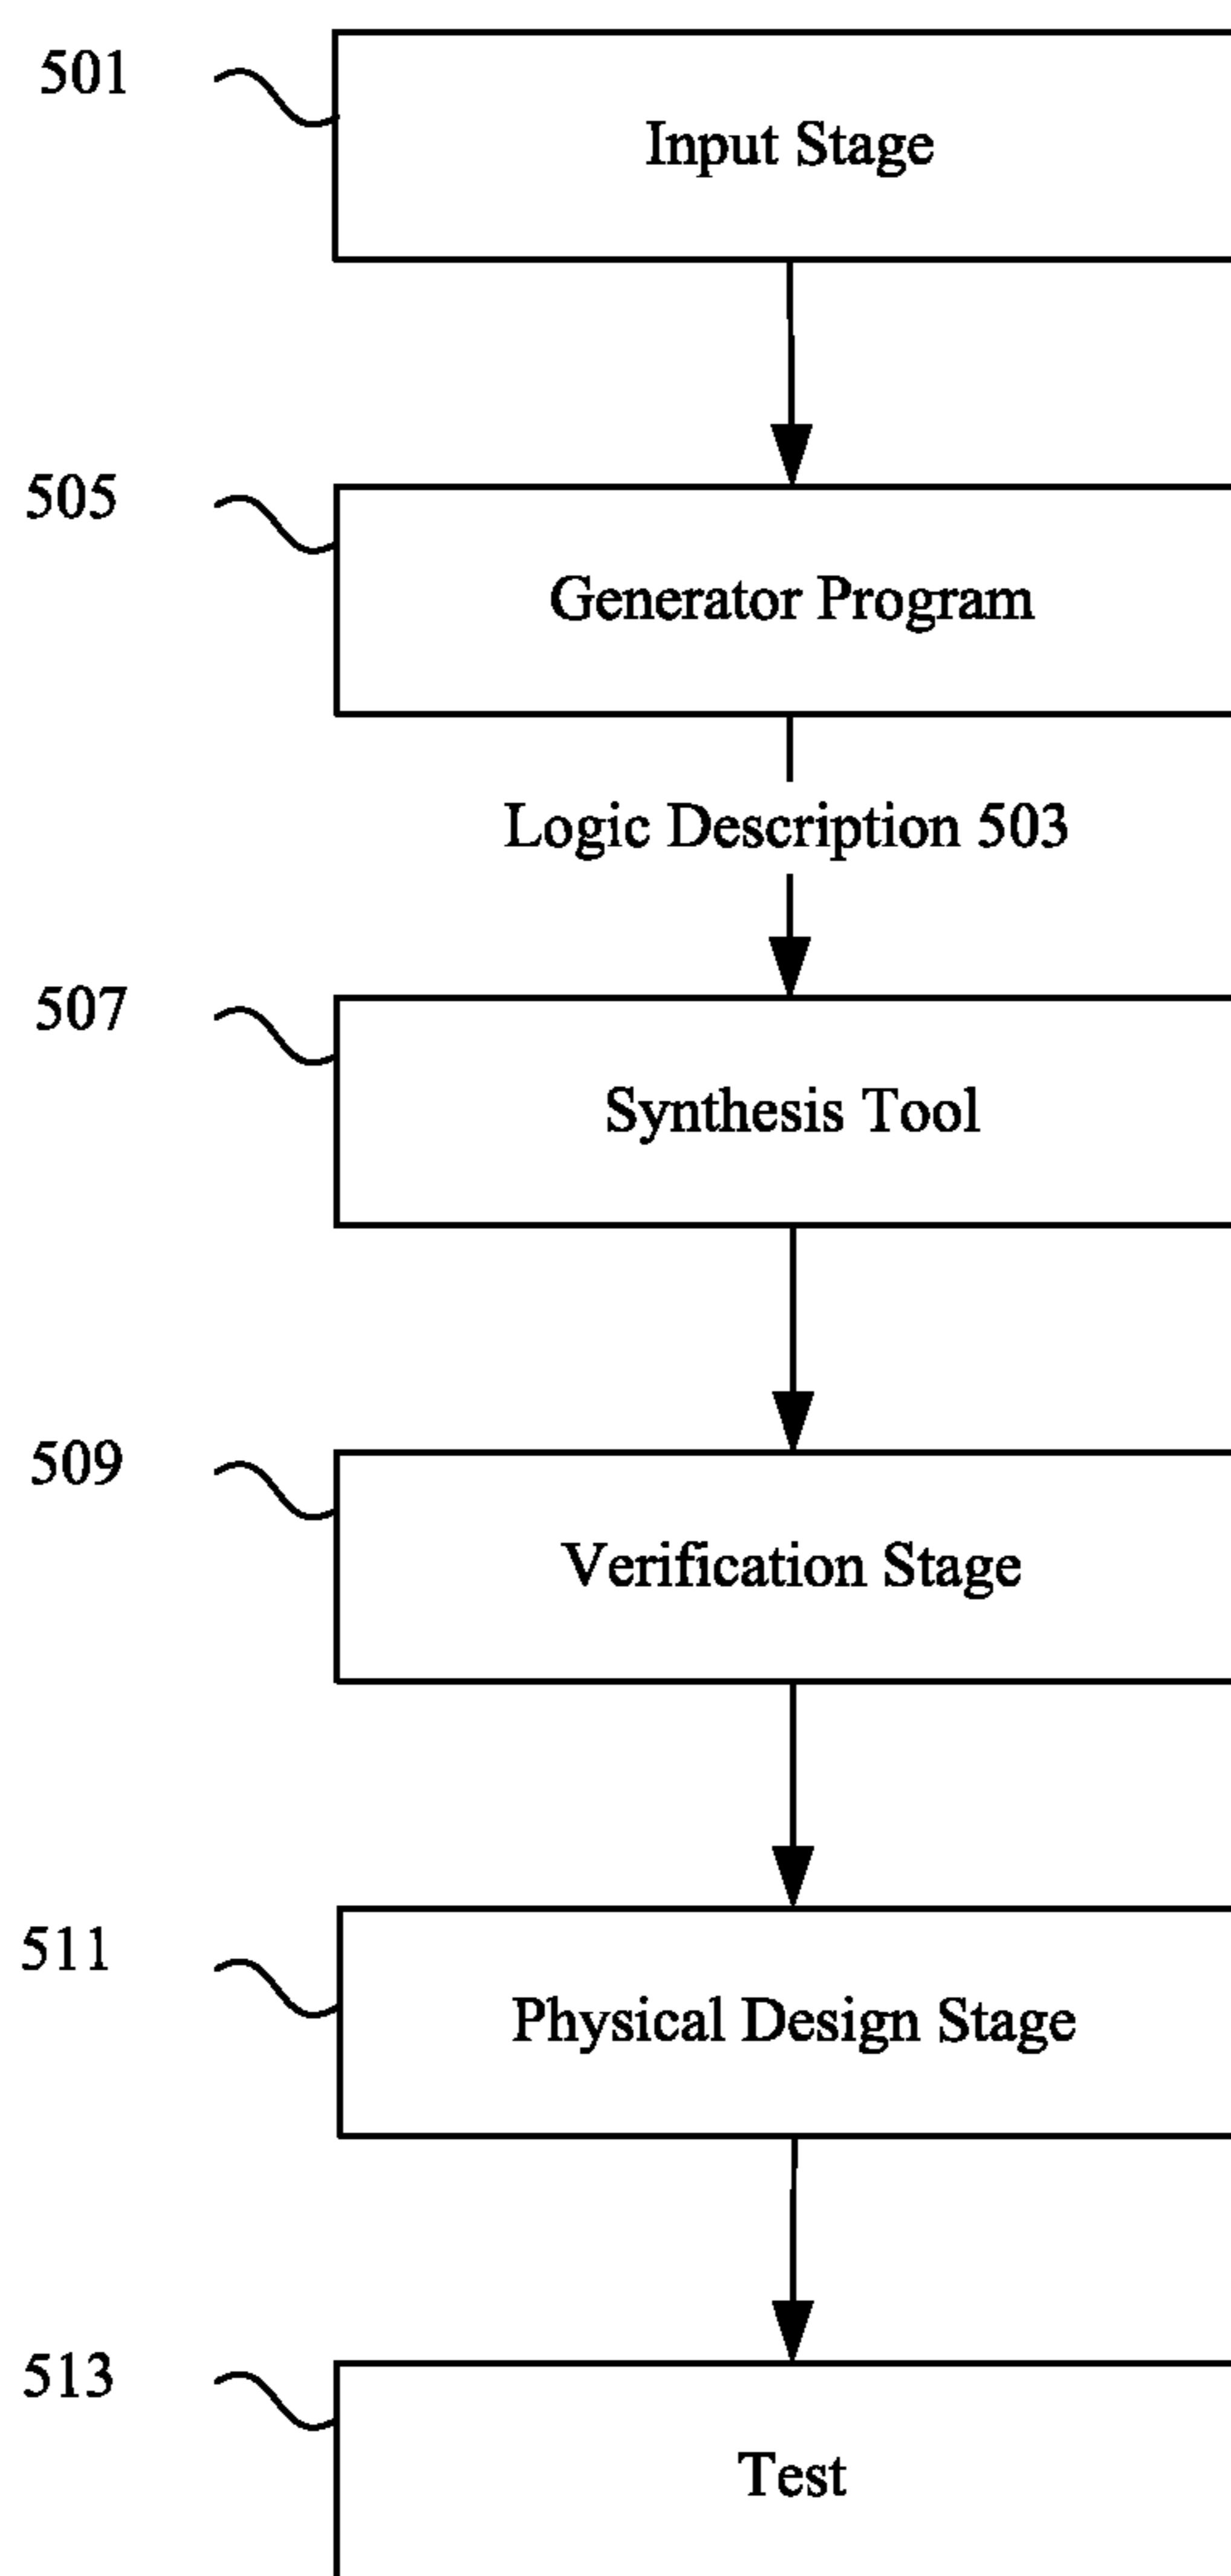 501
Input Stage
505
Generator Program
Logic Description 503
507
Synthesis Tool
509
Verification Stage
511
Physical Design Stage
513
Test